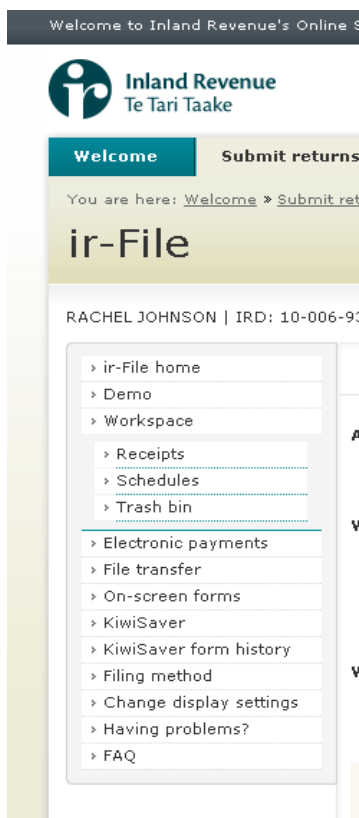 Welcome to Inland Revenue's Online
Inland Revenue
Te Tari Taake
Welcome
Submit returns
You are here: Welcome » Submit ret
ir-File
RACHEL JOHNSON | IRD: 10-006-93
› ir-File home
› Demo
› Workspace
› Receipts
› Schedules
› Trash bin
› Electronic payments
› File transfer
› On-screen forms
› KiwiSaver
› KiwiSaver form history
› Filing method
› Change display settings
› Having problems?
› FAQ